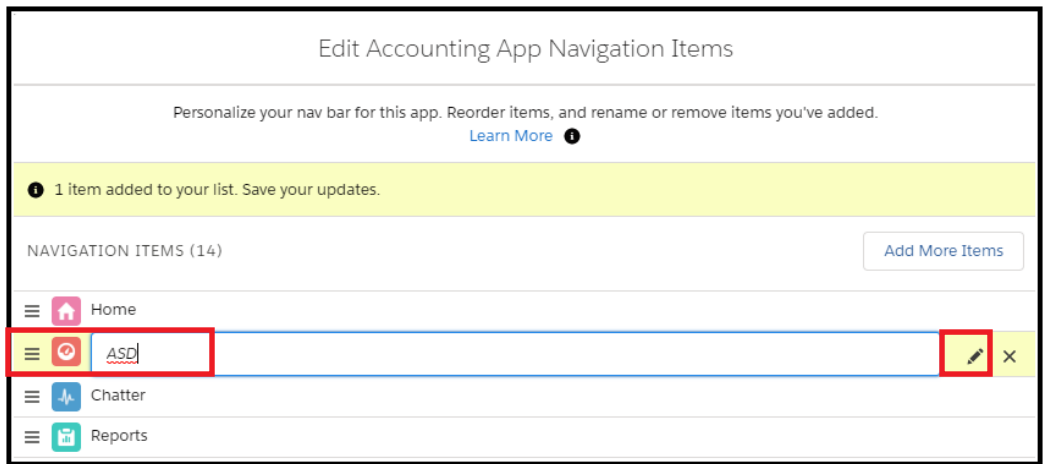 Edit Accounting App Navigation Items
Personalize your nav bar for this app. Reorder items, and rename or remove items you've added.
Learn More
1 item added to your list. Save your updates.
NAVIGATION ITEMS (14)
Add More Items
Home
ASD
Chatter
Reports